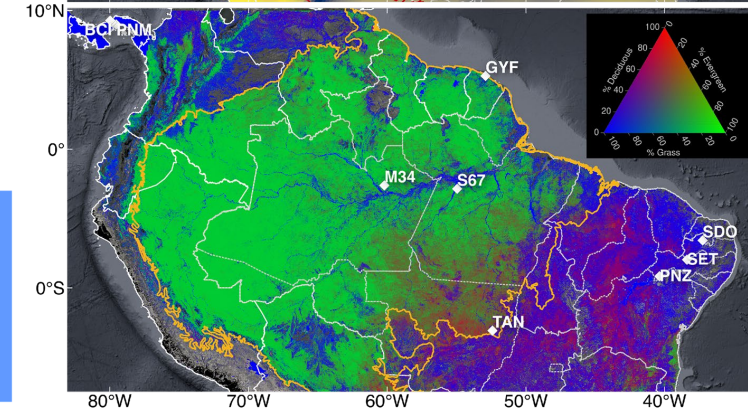 10°N
BCI PNM
GYF
100
0
80
20
% Deciduous
% Evergreen
60
40
40
60
20
80
0
100
100
80
60
40
20
0
% Grass
0°
M34
S67
SDO
SET
0°S
PNZ
TAN
80°W
70°W
60°W
50°W
40°W